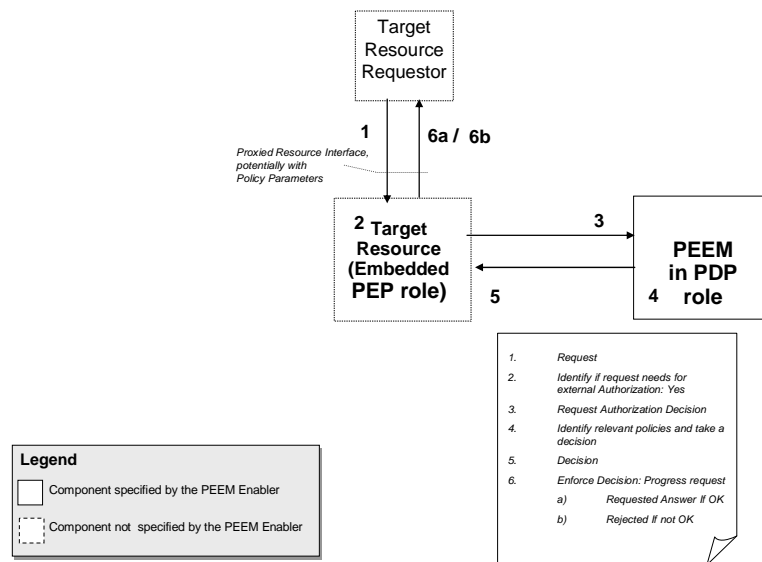 Target
Resource
Requestor
1
6a / 6b
Proxied Resource Interface,
potentially with
Policy Parameters
2 Target
Resource
(Embedded
PEP role)
3
5
PEEM
in PDP
4 role
1. Request
2. Identify if request needs for
external Authorization: Yes
3. Request Authorization Decision
4. Identify relevant policies and take a
decision
5. Decision
6. Enforce Decision: Progress request
a) Requested Answer If OK
b) Rejected If not OK
Legend
Component specified by the PEEM Enabler
Component not specified by the PEEM Enabler